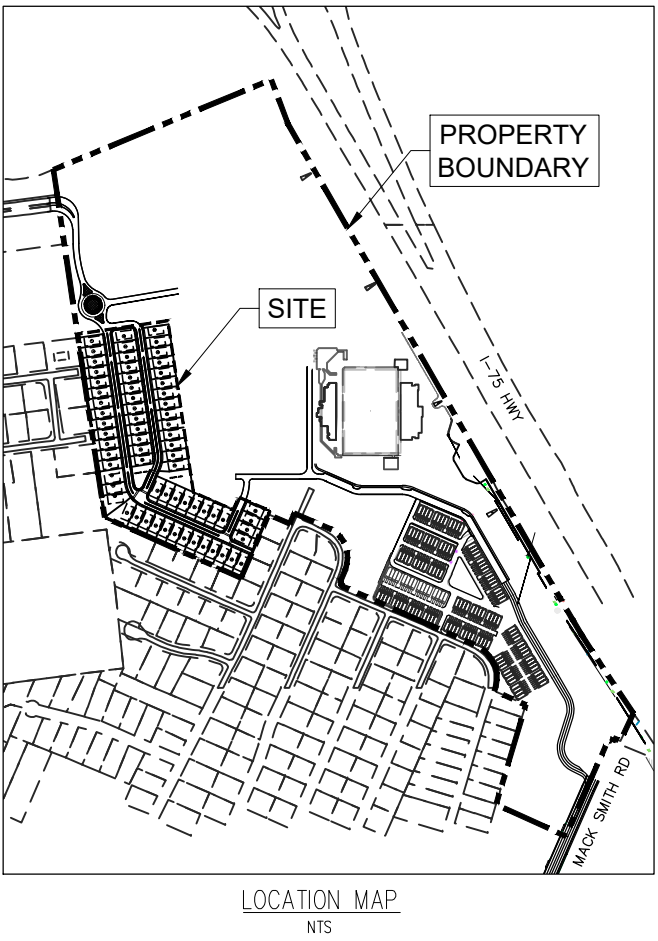 PROPERTY
BOUNDARY
SITE
I-75 HWY
MACK SMITH RD
LOCATION MAP
NTS